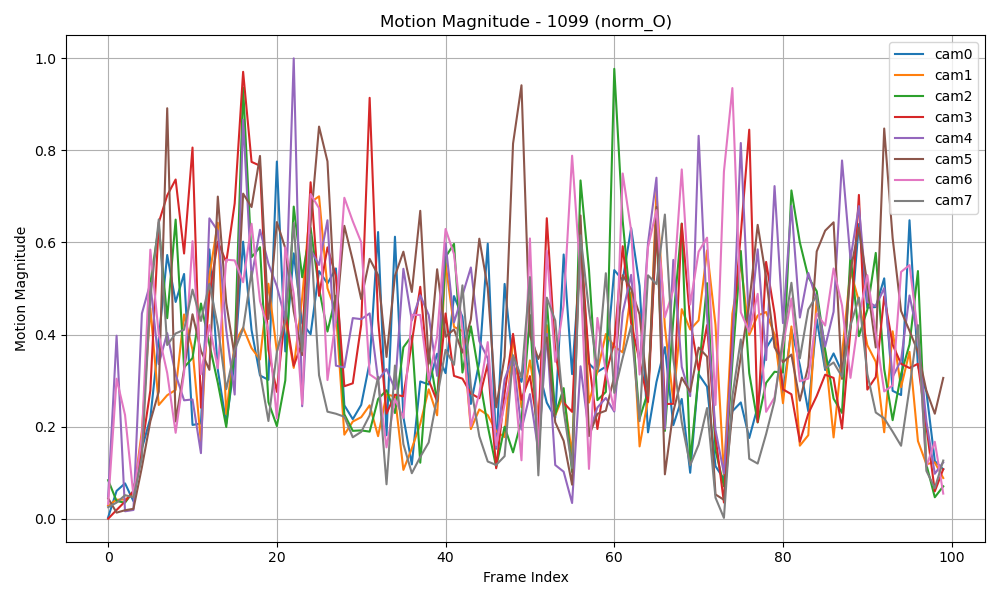 Motion Magnitude - 1099 (norm_O)
Motion Magnitude
1.0
0.8
0.6
0.4
0.2
0.0
0
20
40
60
80
100
Frame Index
cam0
cam1
cam2
cam3
cam4
cam5
cam6
cam7